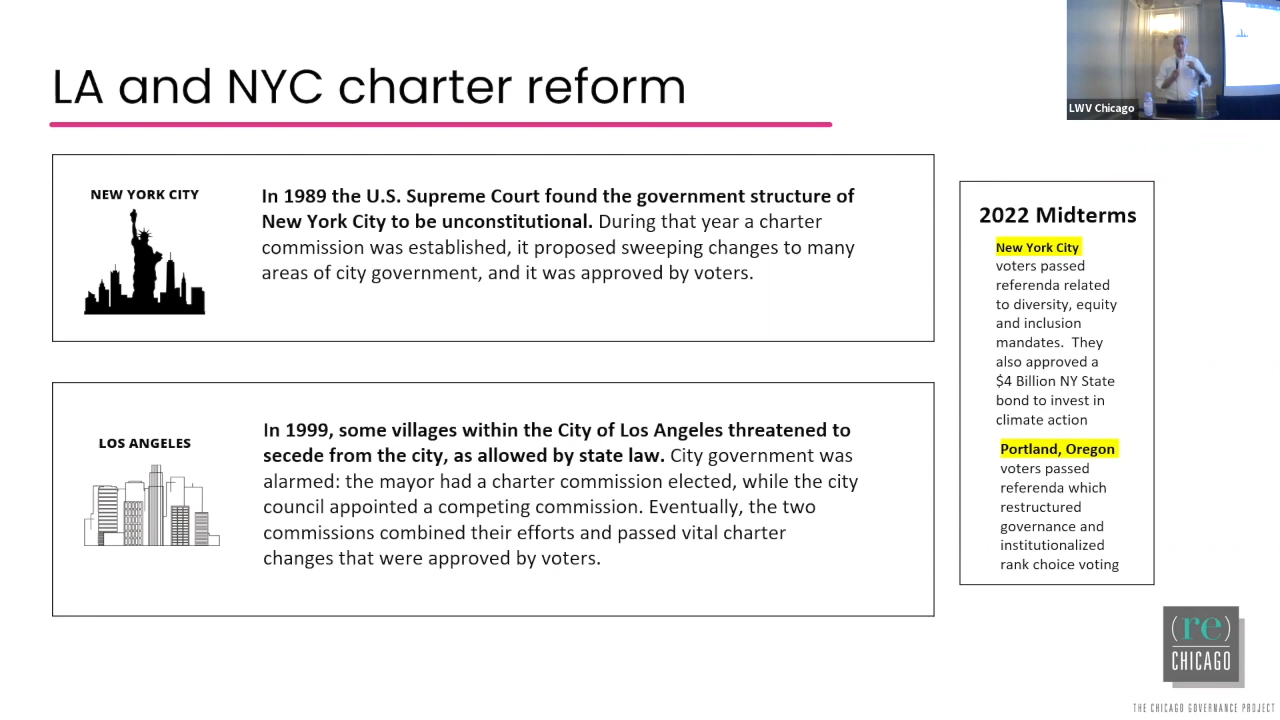 LA and NYC charter reform
LWV Chicago
NEW YORK CITY
In 1989 the U.S. Supreme Court found the government structure of
New York City to be unconstitutional. During that year a charter
commission was established, it proposed sweeping changes to many
areas of city government, and it was approved by voters.
LOS ANGELES
In 1999, some villages within the City of Los Angeles threatened to
secede from the city, as allowed by state law. City government was
alarmed: the mayor had a charter commission elected, while the city
council appointed a competing commission. Eventually, the two
commissions combined their efforts and passed vital charter
changes that were approved by voters.
2022 Midterms
New York City
voters passed
referenda related
to diversity, equity
and inclusion
mandates. They
also approved a
$4 Billion NY State
bond to invest in
climate action
Portland, Oregon
voters passed
referenda which
restructured
governance and
institutionalized
rank choice voting
(re)
CHICAGO
THE CHICAGO GOVERNANCE PROJECT